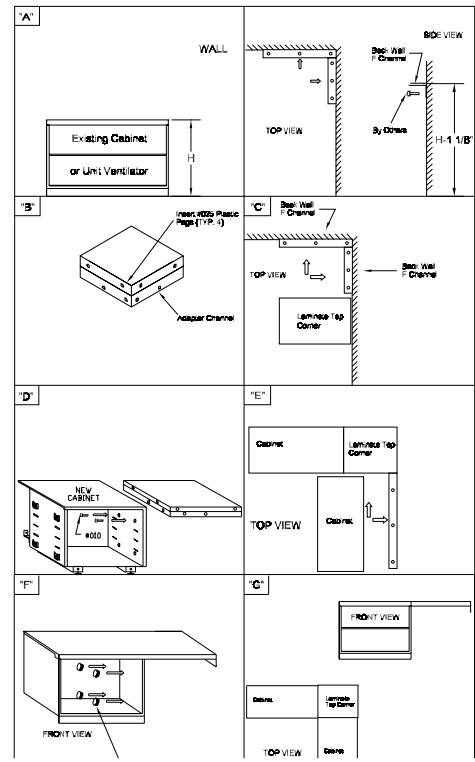 "A"
WALL
Existing Cabinet
or Unit Ventilator
H
SIDE VIEW
Back Wall
F Channel
TOP VIEW
By Others
H-1 1/8"
"B"
Insert #025 Plastic
Pegs (TYP. 4)
Adapter Channel
"C"
Back Wall
F Channel
TOP VIEW
Back Wall
F Channel
Laminate Top
Corner
"D"
NEW
CABINET
#010
"E"
Cabinet
Laminate Top
Corner
TOP VIEW
Cabinet
"F"
FRONT VIEW
"G"
FRONT VIEW
Cabinet
Laminate
Top Corner
TOP VIEW
Cabinet